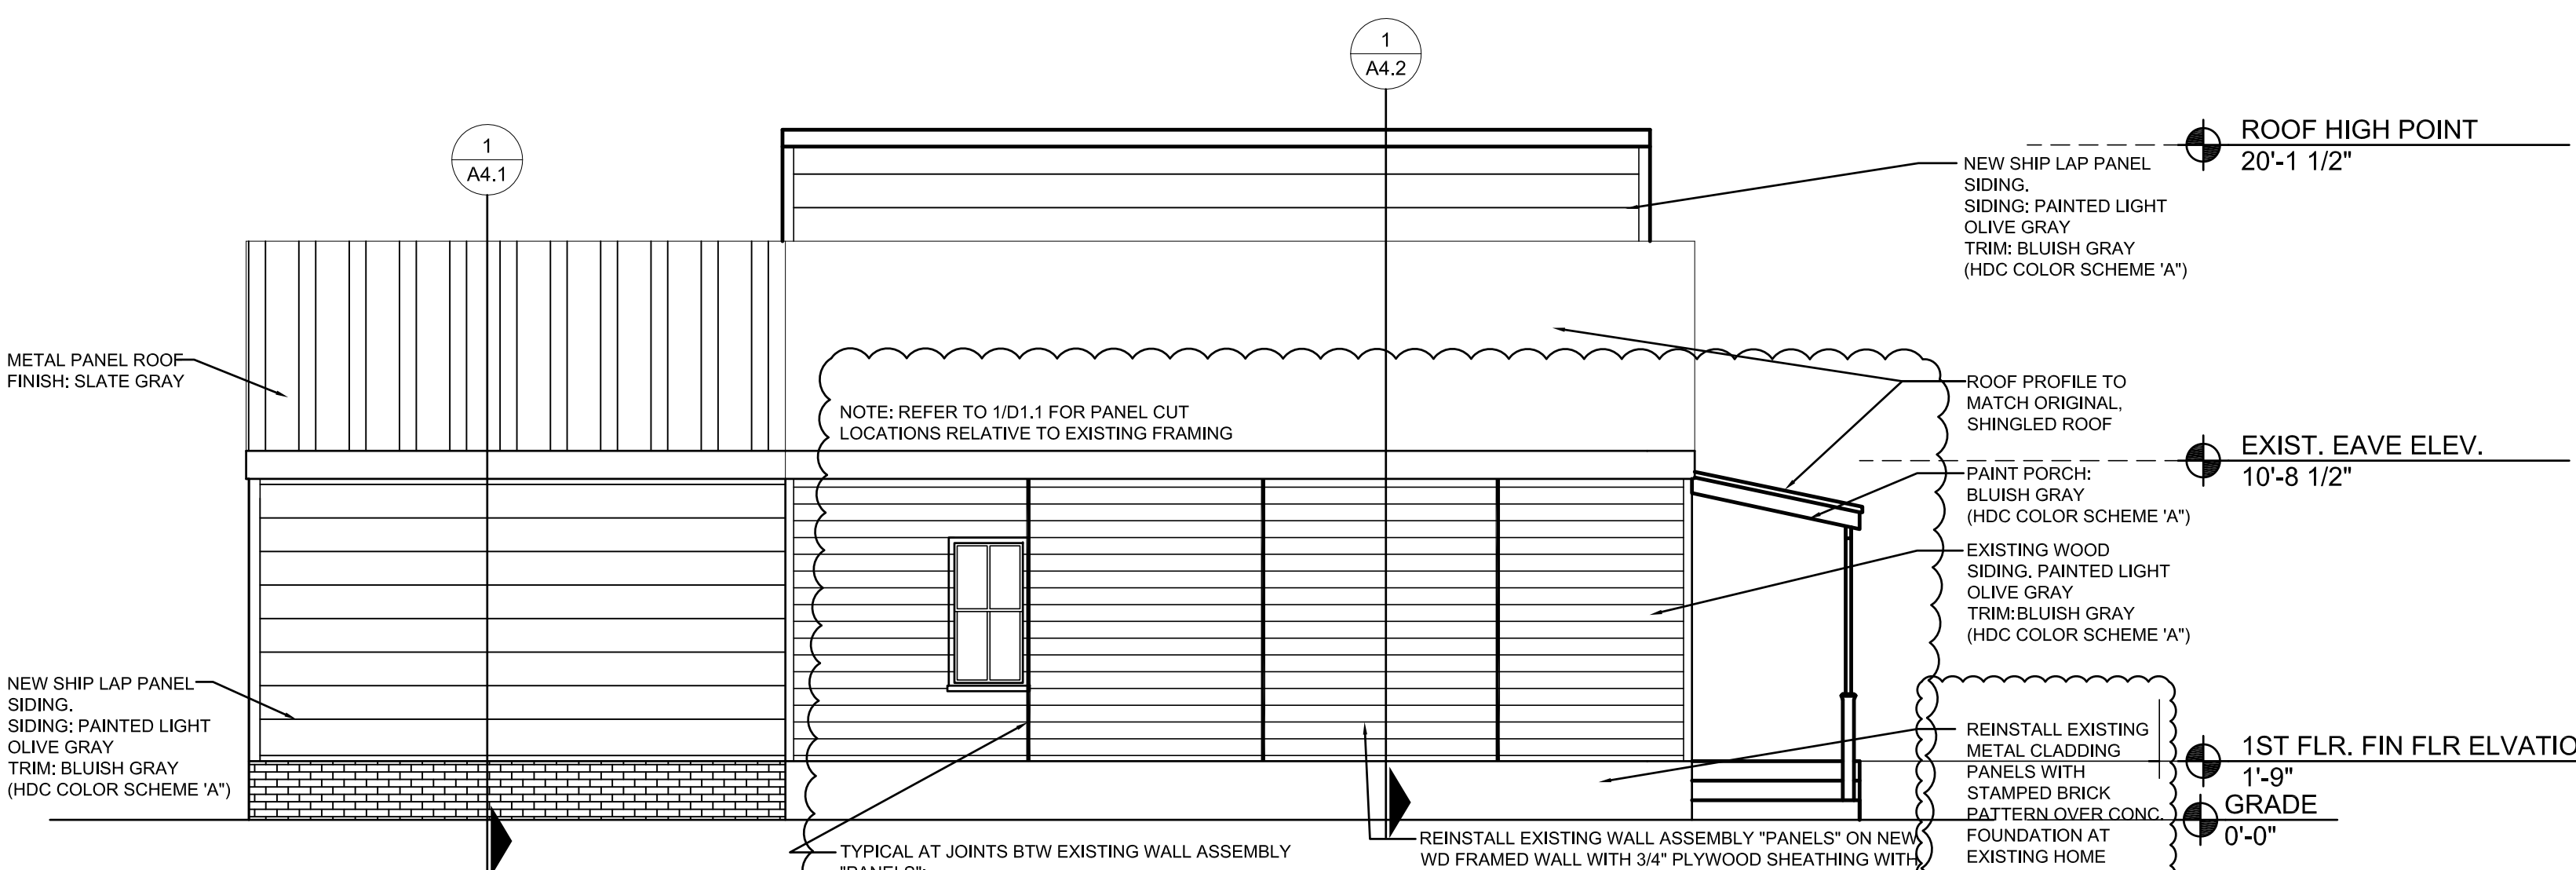 1
A4.2
1
A4.1
ROOF HIGH POINT
20'-1 1/2"
NEW SHIP LAP PANEL
SIDING.
SIDING: PAINTED LIGHT
OLIVE GRAY
TRIM: BLUISH GRAY
(HDC COLOR SCHEME 'A")
METAL PANEL ROOF
FINISH: SLATE GRAY
NOTE: REFER TO 1/D1.1 FOR PANEL CUT
LOCATIONS RELATIVE TO EXISTING FRAMING
ROOF PROFILE TO
MATCH ORIGINAL,
SHINGLED ROOF
EXIST. EAVE ELEV.
10'-8 1/2"
PAINT PORCH:
BLUISH GRAY
(HDC COLOR SCHEME 'A")
EXISTING WOOD
SIDING. PAINTED LIGHT
OLIVE GRAY
TRIM:BLUISH GRAY
(HDC COLOR SCHEME 'A")
NEW SHIP LAP PANEL
SIDING.
SIDING: PAINTED LIGHT
OLIVE GRAY
TRIM: BLUISH GRAY
(HDC COLOR SCHEME 'A")
REINSTALL EXISTING
METAL CLADDING
PANELS WITH
STAMPED BRICK
PATTERN OVER CONC.
FOUNDATION AT
EXISTING HOME
1ST FLR. FIN FLR ELVATIO
1'-9"
GRADE
0'-0"
TYPICAL AT JOINTS BTW EXISTING WALL ASSEMBLY
"PANELS":
REINSTALL EXISTING WALL ASSEMBLY "PANELS" ON NEW
WD FRAMED WALL WITH 3/4" PLYWOOD SHEATHING WITH